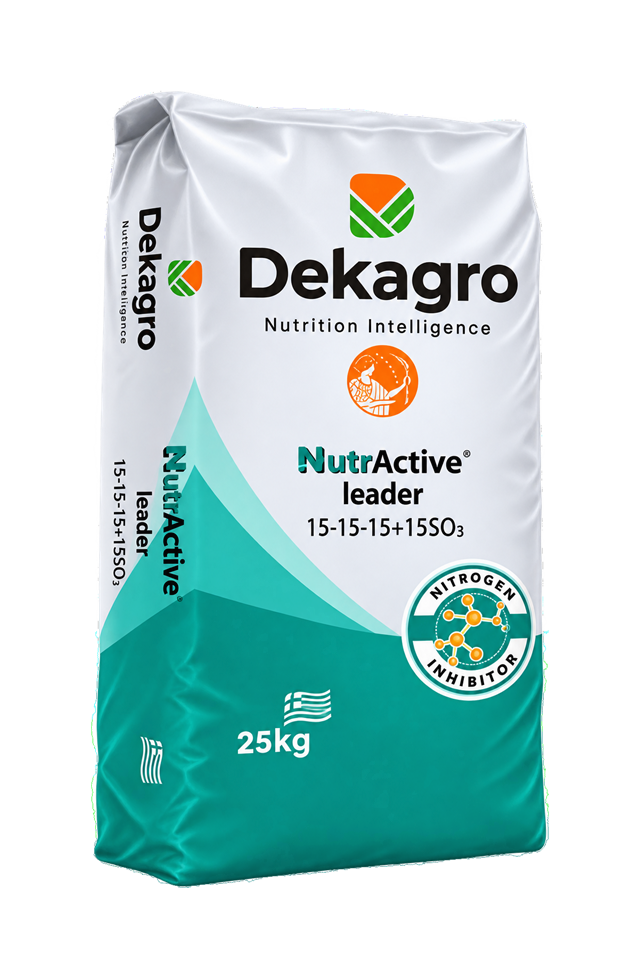 Dekagro
Nutrition Intelligence
NutrActive®
leader
15-15-15+15SO₃
NITROGEN
INHIBITOR
25kg
Dekagro
Nutrition Intelligence
NutrActive®
leader
15-15-15+15SO₃